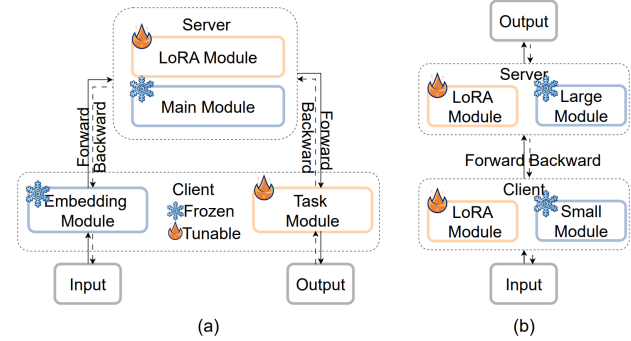 Server
LoRA Module
Main Module
Forward
Backward
Backward
Forward
Client
Embedding
Module
Frozen
Tunable
Task
Module
Input
Output
(a)
Output
Server
LoRA
Module
Large
Module
Forward Backward
Client
LoRA
Module
Small
Module
Input
(b)